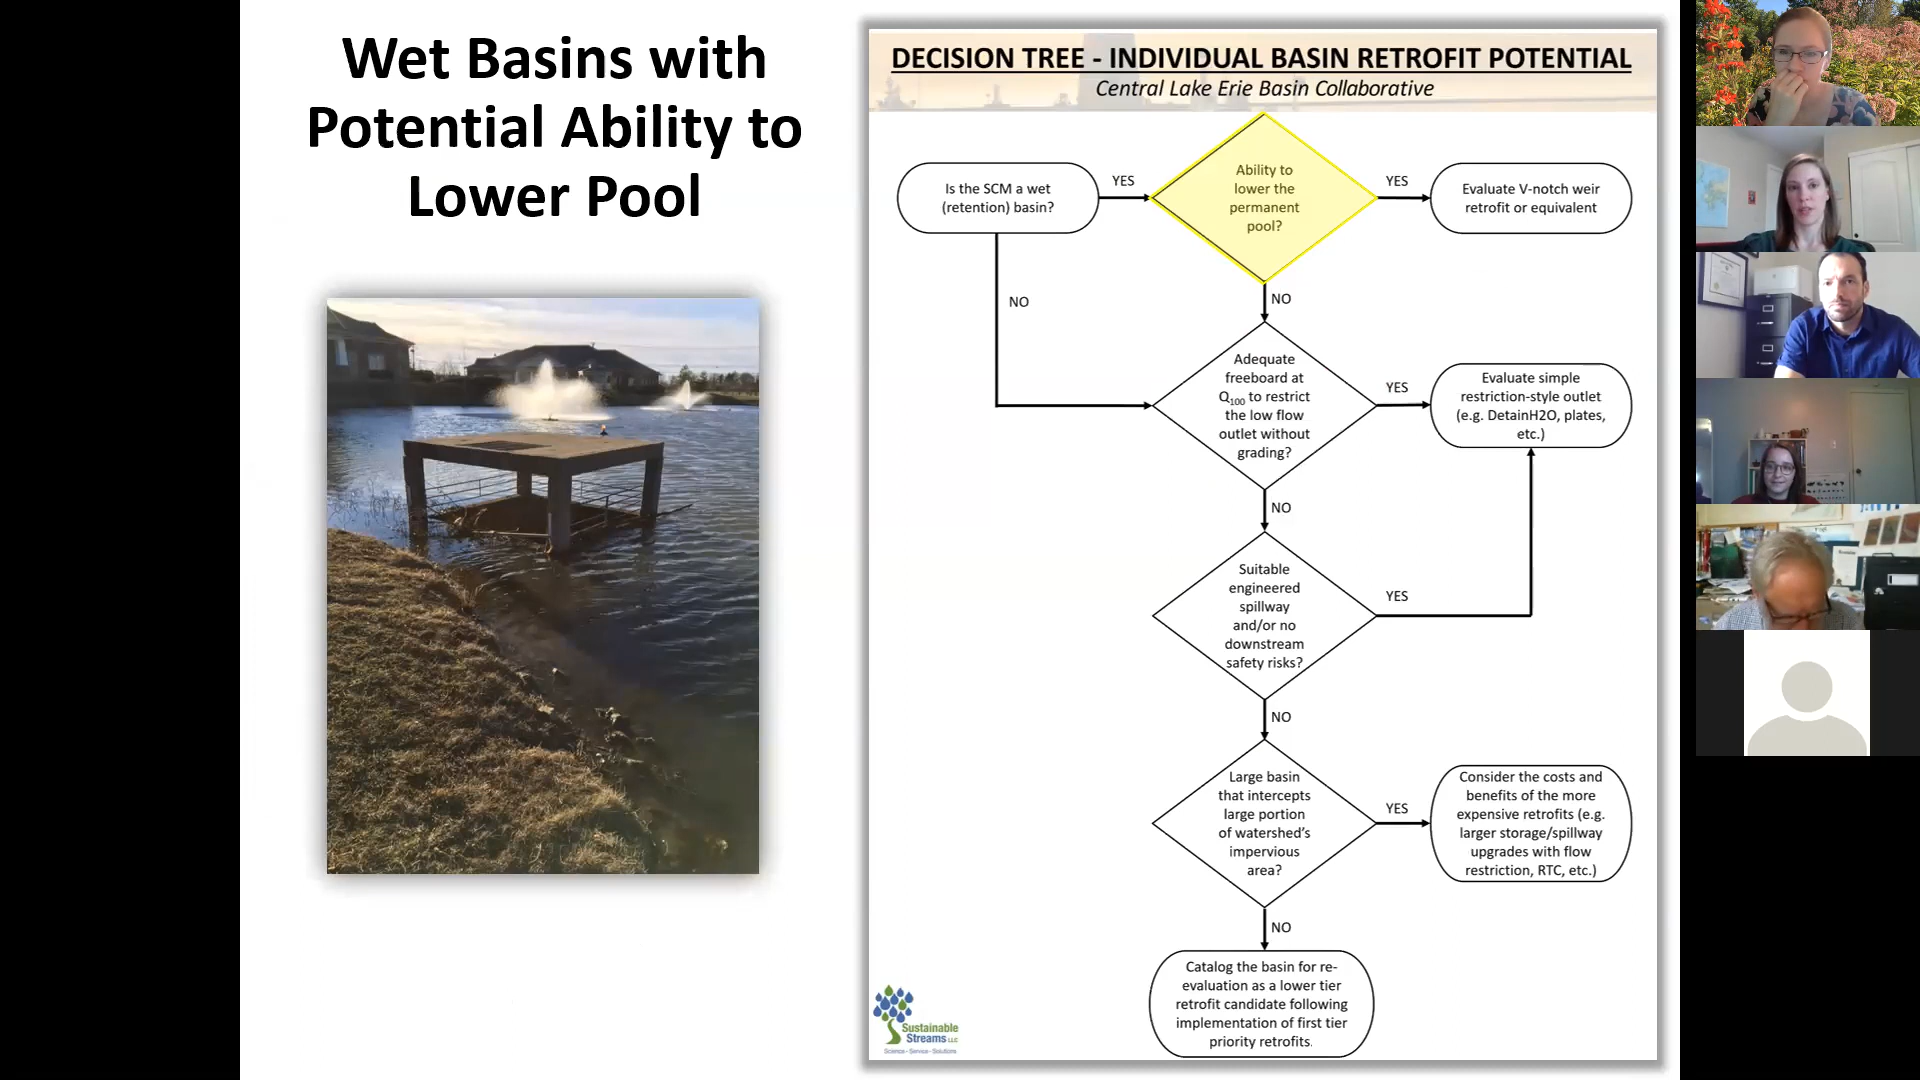 Wet Basins with
Potential Ability to
Lower Pool
DECISION TREE - INDIVIDUAL BASIN RETROFIT POTENTIAL
Central Lake Erie Basin Collaborative
Is the SCM a wet
(retention) basin?
YES
Ability to
lower the
permanent
pool?
YES
Evaluate V-notch weir
retrofit or equivalent
NO
NO
Adequate
freeboard at
Q100 to restrict
the low flow
outlet without
grading?
YES
Evaluate simple
restriction-style outlet
(e.g. DetainH2O, plates,
etc.)
NO
Suitable
engineered
spillway
and/or no
downstream
safety risks?
YES
NO
Large basin
that intercepts
large portion
of watershed's
impervious
area?
YES
Consider the costs and
benefits of the more
expensive retrofits (e.g.
larger storage/spillway
upgrades with flow
restriction, RTC, etc.)
NO
Catalog the basin for re-
evaluation as a lower tier
retrofit candidate following
implementation of first tier
priority retrofits.
Sustainable
Streams LLC
Science - Service - Solutions